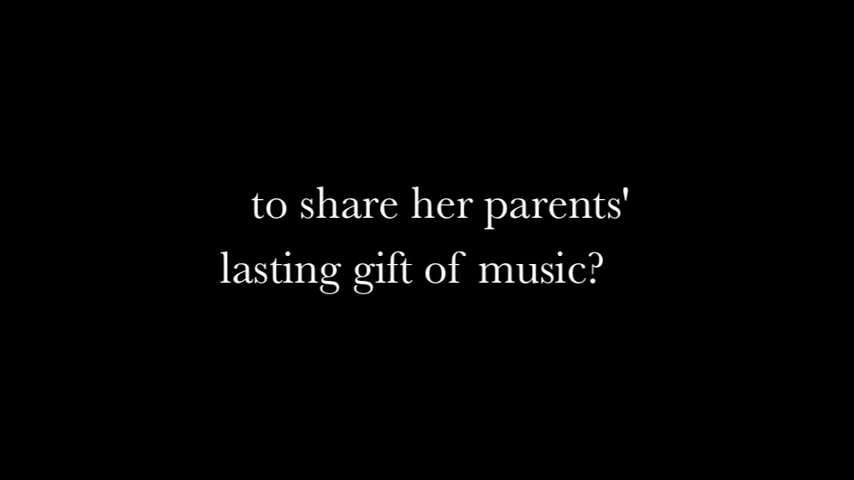 to share her parents'
lasting gift of music?